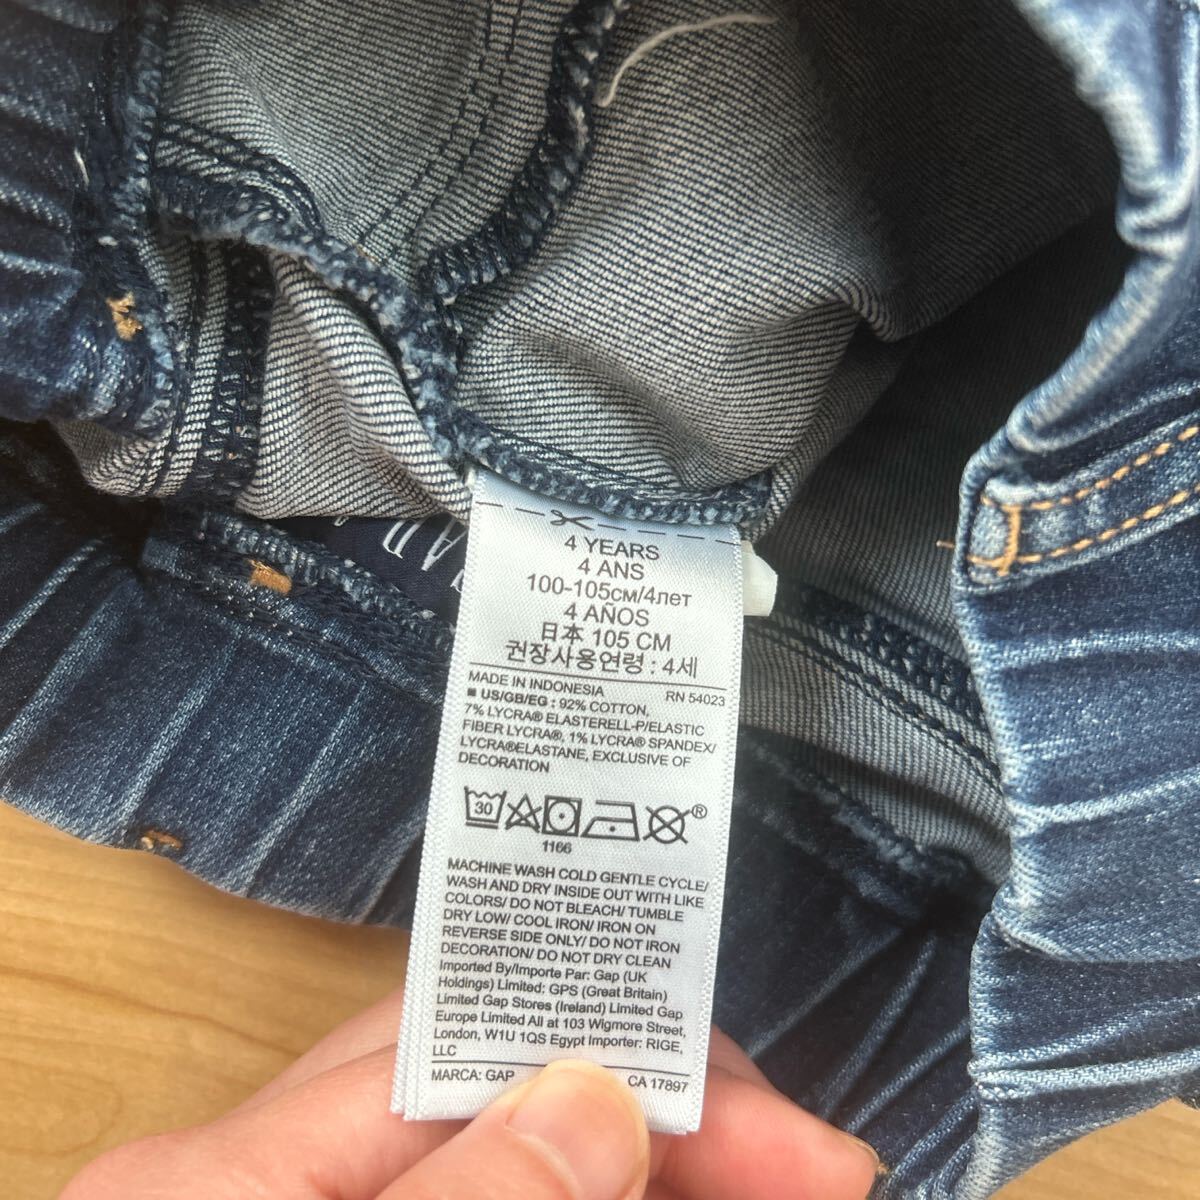 4 YEARS
4 ANS
100-105см/4лет
4 AÑOS
日本 105 CM
권장사용연령 : 4세
MADE IN INDONESIA RN 54023
■ US/GB/EG : 92% COTTON,
7% LYCRA® ELASTERELL-P/ELASTIC
FIBER LYCRA®, 1% LYCRA® SPANDEX/
LYCRA®ELASTANE, EXCLUSIVE OF
DECORATION
30
®
1166
MACHINE WASH COLD GENTLE CYCLE/
WASH AND DRY INSIDE OUT WITH LIKE
COLORS/ DO NOT BLEACH/ TUMBLE
DRY LOW/ COOL IRON/ IRON ON
REVERSE SIDE ONLY/ DO NOT IRON
DECORATION/ DO NOT DRY CLEAN
Imported By/Importe Par: Gap (UK
Holdings) Limited: GPS (Great Britain)
Limited Gap Stores (Ireland) Limited Gap
Europe Limited All at 103 Wigmore Street,
London, W1U 1QS Egypt Importer: RIGE,
LLC
MARCA: GAP CA 17897